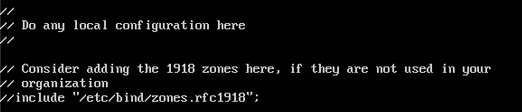 //
// Do any local configuration here
//
// Consider adding the 1918 zones here, if they are not used in your
// organization
//include "/etc/bind/zones.rfc1918";